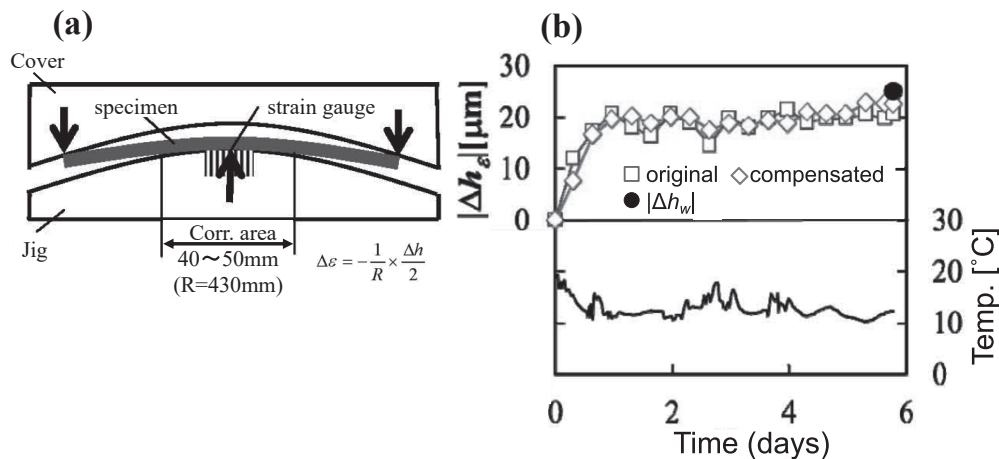 (a)
Cover
specimen
strain gauge
Jig
Corr. area
40～50mm
(R=430mm)
Δε = −1/R × Δh/2
(b)
|Δhε|[μm]
30
20
10
0
original
compensated
|Δhw|
30
20
10
0
Temp. [°C]
0
2
4
6
Time (days)